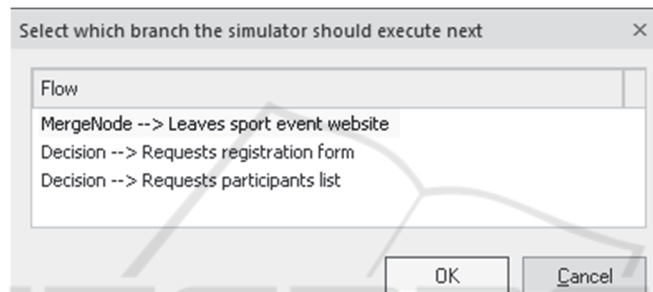 Select which branch the simulator should execute next
Flow
MergeNode --> Leaves sport event website
Decision --> Requests registration form
Decision --> Requests participants list
OK
Cancel